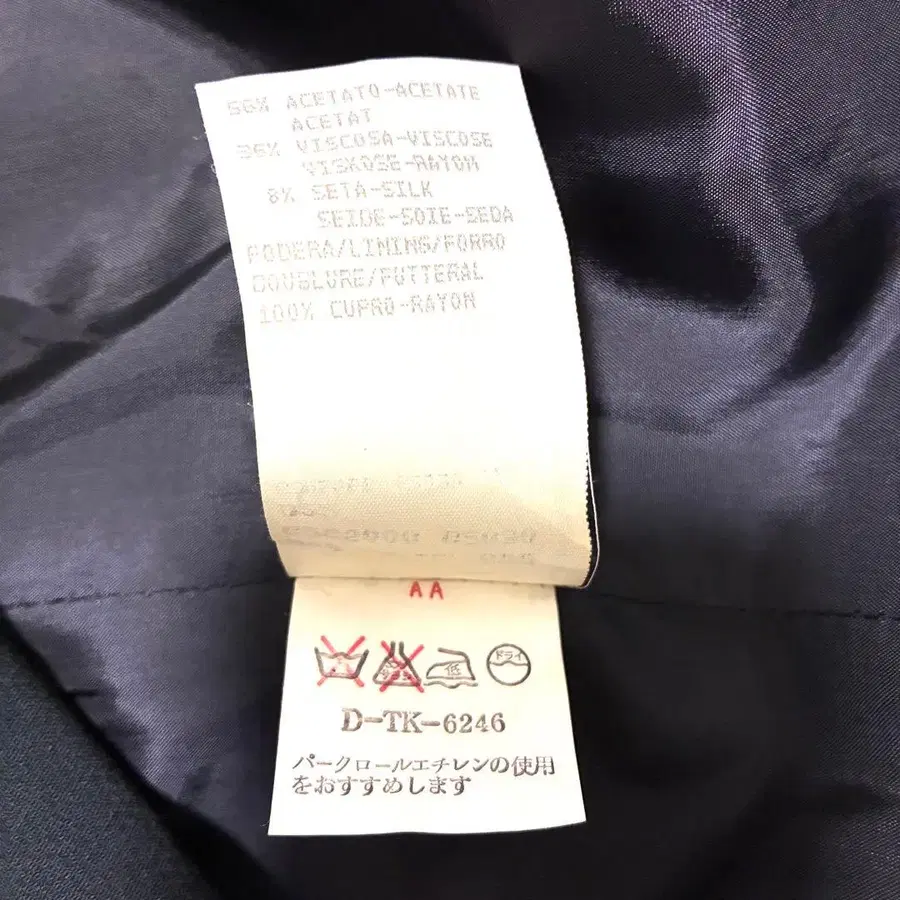 56% ACETATO-ACETATE
ACETAT
36% VISCOSA-VISCOSE
VISKOSE-RAYON
8% SETA-SILK
SEIDE-SOIE-SEDA
FODERA/LINING/FORRO
DOUBLURE/FUTTERAL
100% CUPRO-RAYON
AA
低
ドライ
D-TK-6246
パークロールエチレンの使用
をおすすめします